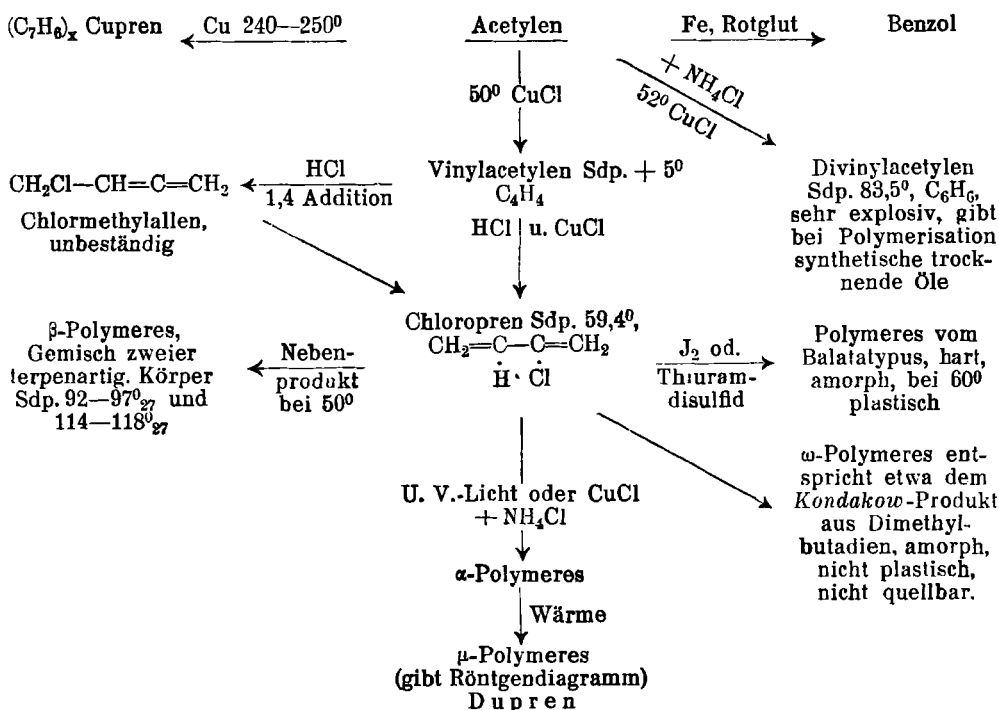 (C₇H₆)ₓ Cupren
Cu 240—250⁰
Acetylen
Fe, Rotglut
Benzol
+ NH₄Cl
52⁰ CuCl
50⁰ CuCl
CH₂Cl—CH=C=CH₂
Chlormethylallen,
unbeständig
HCl
1,4 Addition
Vinylacetylen Sdp. + 5⁰
C₄H₄
HCl u. CuCl
Divinylacetylen
Sdp. 83,5⁰, C₆H₆,
sehr explosiv, gibt
bei Polymerisation
synthetische trock-
nende Öle
Chloropren Sdp. 59,4⁰,
CH₂=C—C=CH₂
H · Cl
β-Polymeres,
Gemisch zweier
terpenartig. Körper
Sdp. 92—97⁰₂₇ und
114—118⁰₂₇
Neben-
produkt
bei 50⁰
J₂ od.
Thiuram-
disulfid
Polymeres vom
Balatatypus, hart,
amorph, bei 60⁰
plastisch
ω-Polymeres ent-
spricht etwa dem
Kondakow-Produkt
aus Dimethyl-
butadien, amorph,
nicht plastisch,
nicht quellbar.
U. V.-Licht oder CuCl
+ NH₄Cl
α-Polymeres
Wärme
μ-Polymeres
(gibt Röntgendiagramm)
Dupren